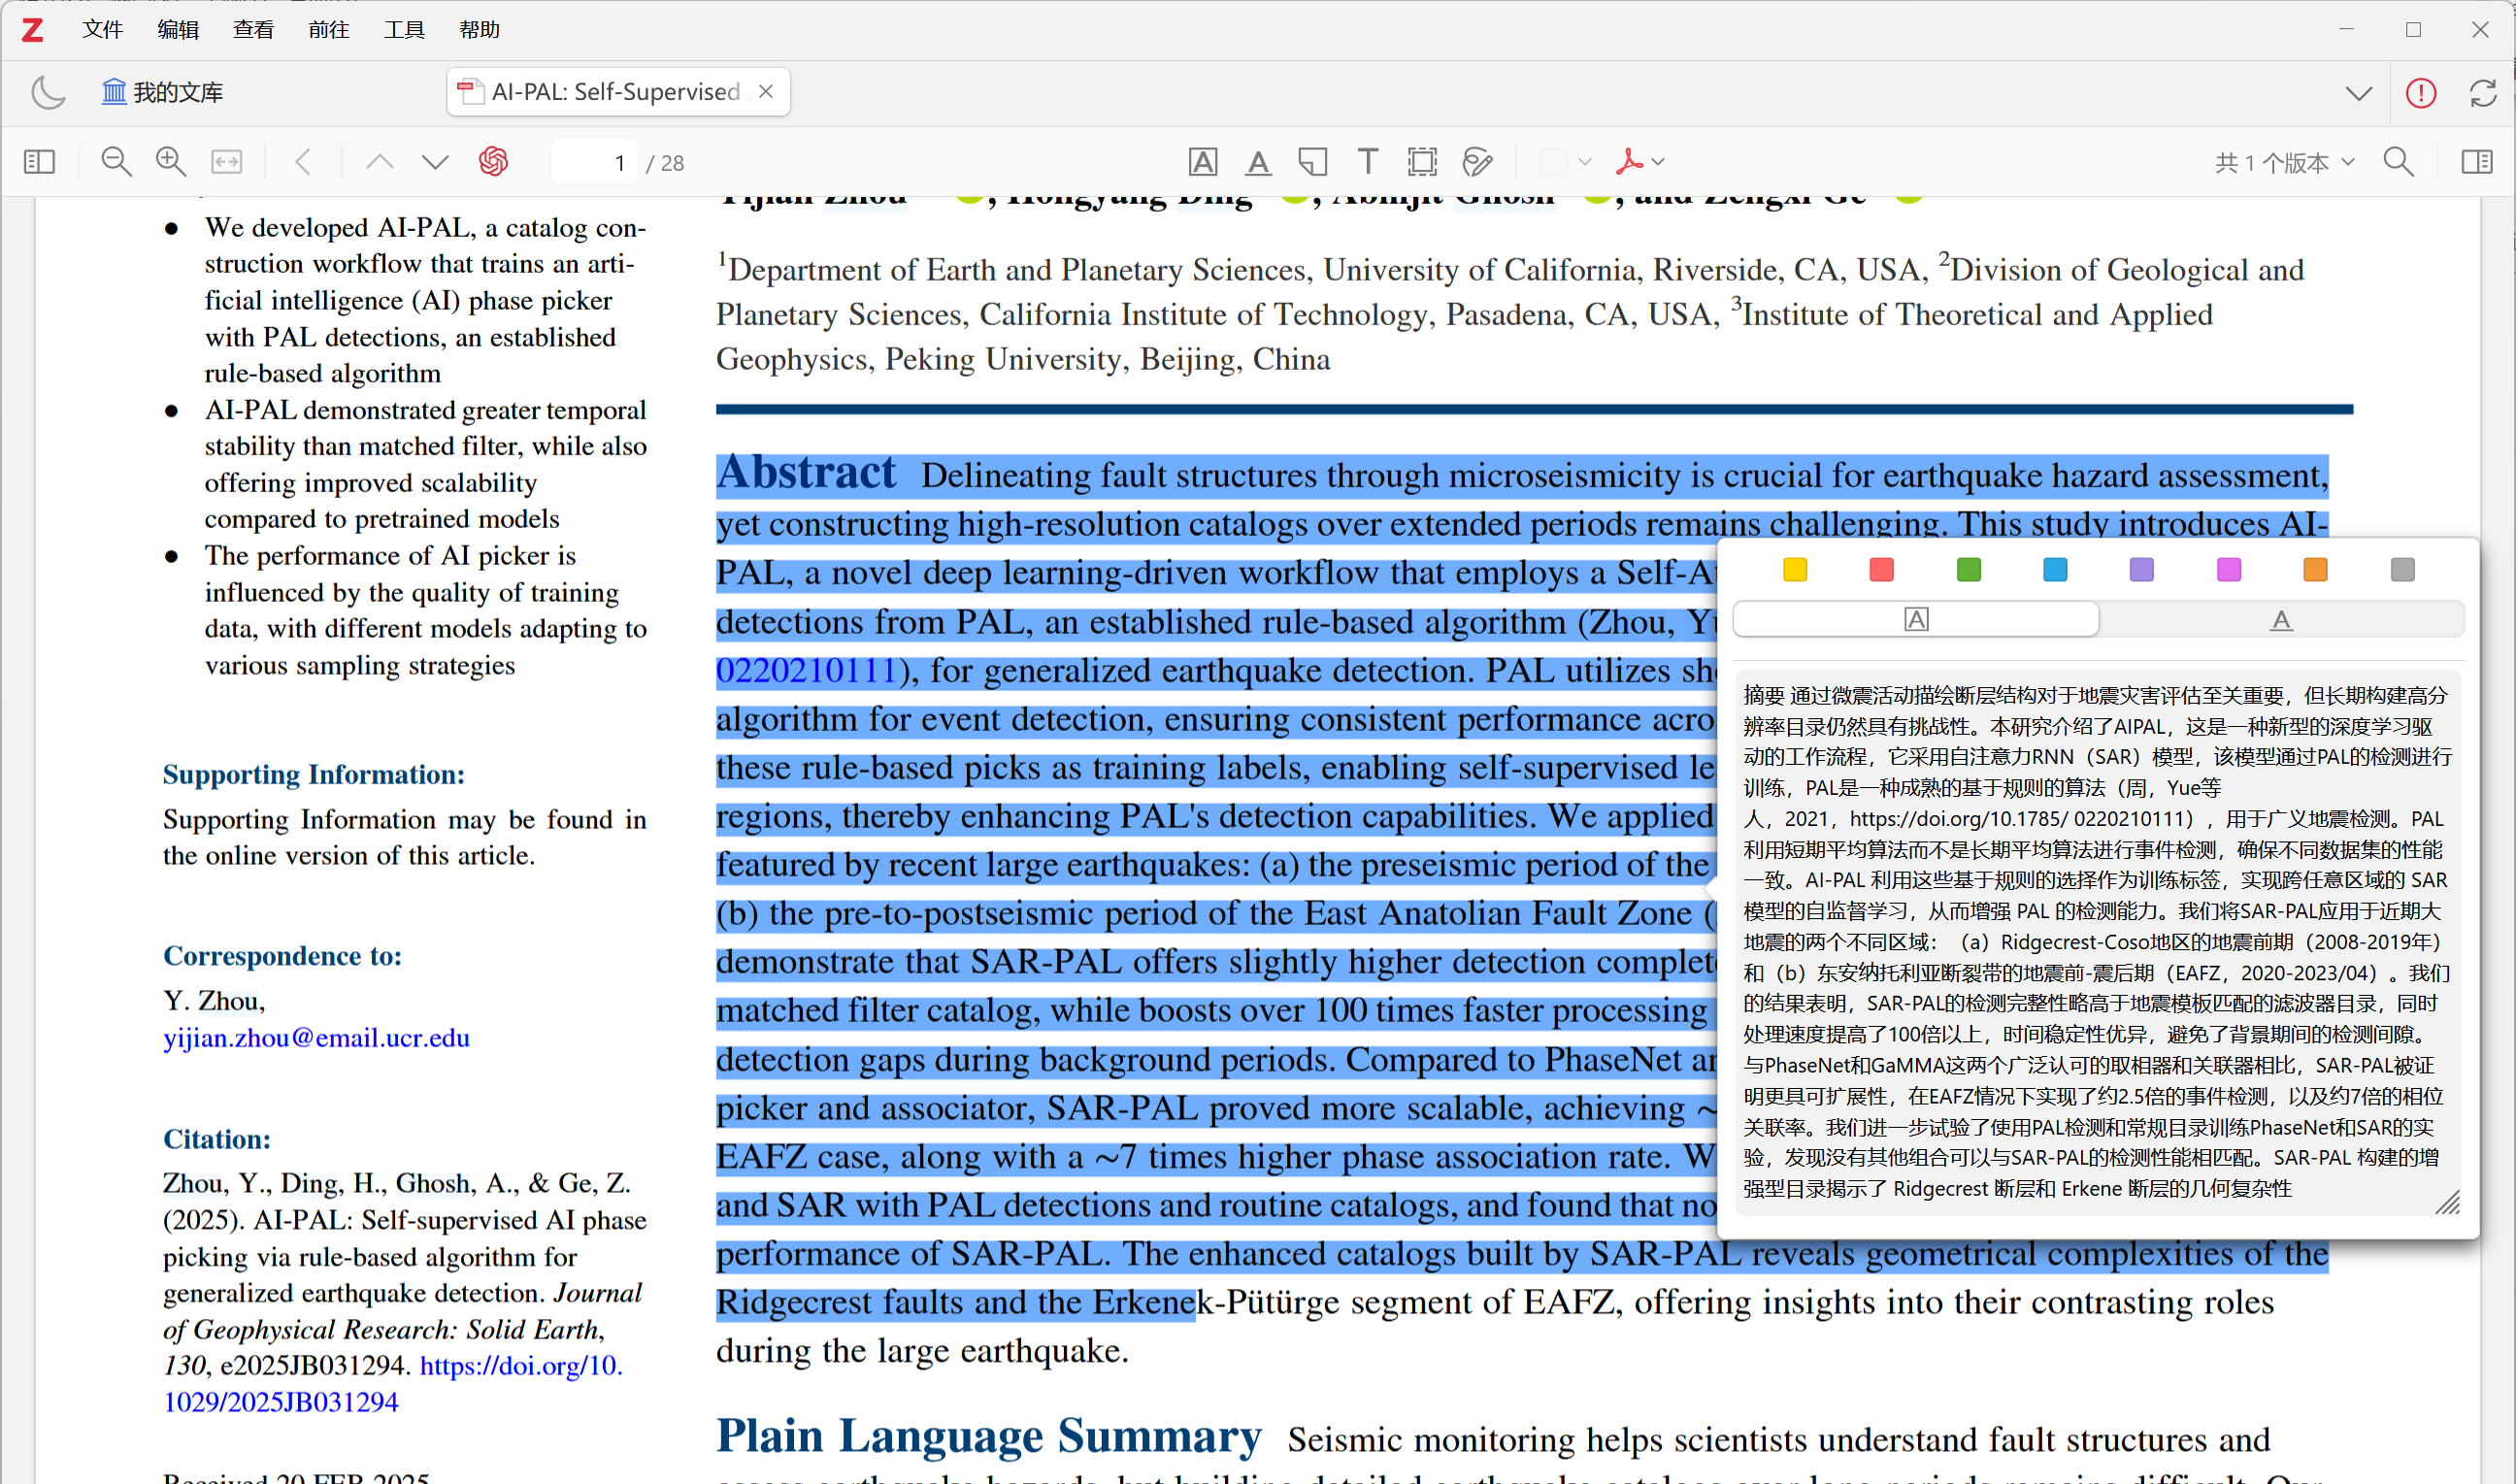 文件 编辑 查看 前往 工具 帮助
我的文库
AI-PAL: Self-Supervised
1 / 28
共 1 个版本
Yijian Zhou , Hongyang Ding , Abhijit Ghosh , and Zengxi Ge
1Department of Earth and Planetary Sciences, University of California, Riverside, CA, USA, 2Division of Geological and
Planetary Sciences, California Institute of Technology, Pasadena, CA, USA, 3Institute of Theoretical and Applied
Geophysics, Peking University, Beijing, China
● We developed AI-PAL, a catalog con-
struction workflow that trains an arti-
ficial intelligence (AI) phase picker
with PAL detections, an established
rule-based algorithm
● AI-PAL demonstrated greater temporal
stability than matched filter, while also
offering improved scalability
compared to pretrained models
● The performance of AI picker is
influenced by the quality of training
data, with different models adapting to
various sampling strategies
Supporting Information:
Supporting Information may be found in
the online version of this article.
Correspondence to:
Y. Zhou,
yijian.zhou@email.ucr.edu
Citation:
Zhou, Y., Ding, H., Ghosh, A., & Ge, Z.
(2025). AI-PAL: Self-supervised AI phase
picking via rule-based algorithm for
generalized earthquake detection. Journal
of Geophysical Research: Solid Earth,
130, e2025JB031294. https://doi.org/10.
1029/2025JB031294
Received 20 FEB 2025
Abstract Delineating fault structures through microseismicity is crucial for earthquake hazard assessment,
yet constructing high-resolution catalogs over extended periods remains challenging. This study introduces AI-
PAL, a novel deep learning-driven workflow that employs a Self-At
detections from PAL, an established rule-based algorithm (Zhou, Yu
0220210111), for generalized earthquake detection. PAL utilizes sh
algorithm for event detection, ensuring consistent performance acro
these rule-based picks as training labels, enabling self-supervised le
regions, thereby enhancing PAL's detection capabilities. We applied
featured by recent large earthquakes: (a) the preseismic period of the
(b) the pre-to-postseismic period of the East Anatolian Fault Zone (
demonstrate that SAR-PAL offers slightly higher detection complete
matched filter catalog, while boosts over 100 times faster processing
detection gaps during background periods. Compared to PhaseNet an
picker and associator, SAR-PAL proved more scalable, achieving ~
EAFZ case, along with a ~7 times higher phase association rate. W
and SAR with PAL detections and routine catalogs, and found that no
performance of SAR-PAL. The enhanced catalogs built by SAR-PAL reveals geometrical complexities of the
Ridgecrest faults and the Erkenek-Pütürge segment of EAFZ, offering insights into their contrasting roles
during the large earthquake.
Plain Language Summary Seismic monitoring helps scientists understand fault structures and
摘要 通过微震活动描绘断层结构对于地震灾害评估至关重要，但长期构建高分
辨率目录仍然具有挑战性。本研究介绍了AIPAL，这是一种新型的深度学习驱
动的工作流程，它采用自注意力RNN（SAR）模型，该模型通过PAL的检测进行
训练，PAL是一种成熟的基于规则的算法（周，Yue等
人，2021，https://doi.org/10.1785/ 0220210111），用于广义地震检测。PAL
利用短期平均算法而不是长期平均算法进行事件检测，确保不同数据集的性能
一致。AI-PAL 利用这些基于规则的选择作为训练标签，实现跨任意区域的 SAR
模型的自监督学习，从而增强 PAL 的检测能力。我们将SAR-PAL应用于近期大
地震的两个不同区域：（a）Ridgecrest-Coso地区的地震前期（2008-2019年）
和（b）东安纳托利亚断裂带的地震前-震后期（EAFZ，2020-2023/04）。我们
的结果表明，SAR-PAL的检测完整性略高于地震模板匹配的滤波器目录，同时
处理速度提高了100倍以上，时间稳定性优异，避免了背景期间的检测间隙。
与PhaseNet和GaMMA这两个广泛认可的取相器和关联器相比，SAR-PAL被证
明更具可扩展性，在EAFZ情况下实现了约2.5倍的事件检测，以及约7倍的相位
关联率。我们进一步试验了使用PAL检测和常规目录训练PhaseNet和SAR的实
验，发现没有其他组合可以与SAR-PAL的检测性能相匹配。SAR-PAL 构建的增
强型目录揭示了 Ridgecrest 断层和 Erkene 断层的几何复杂性